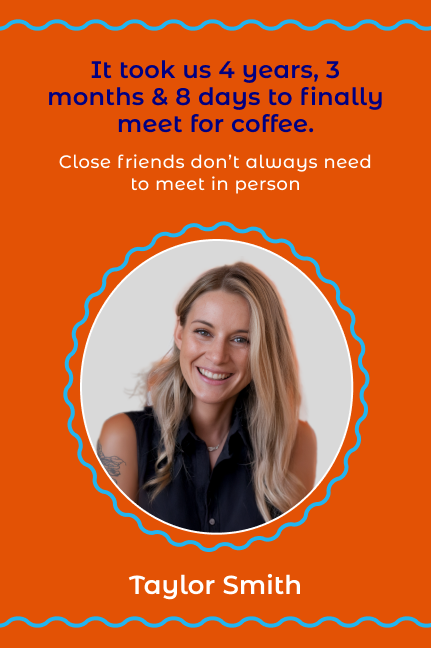 It took us 4 years, 3
months & 8 days to finally
meet for coffee.
Close friends don’t always need
to meet in person
Taylor Smith